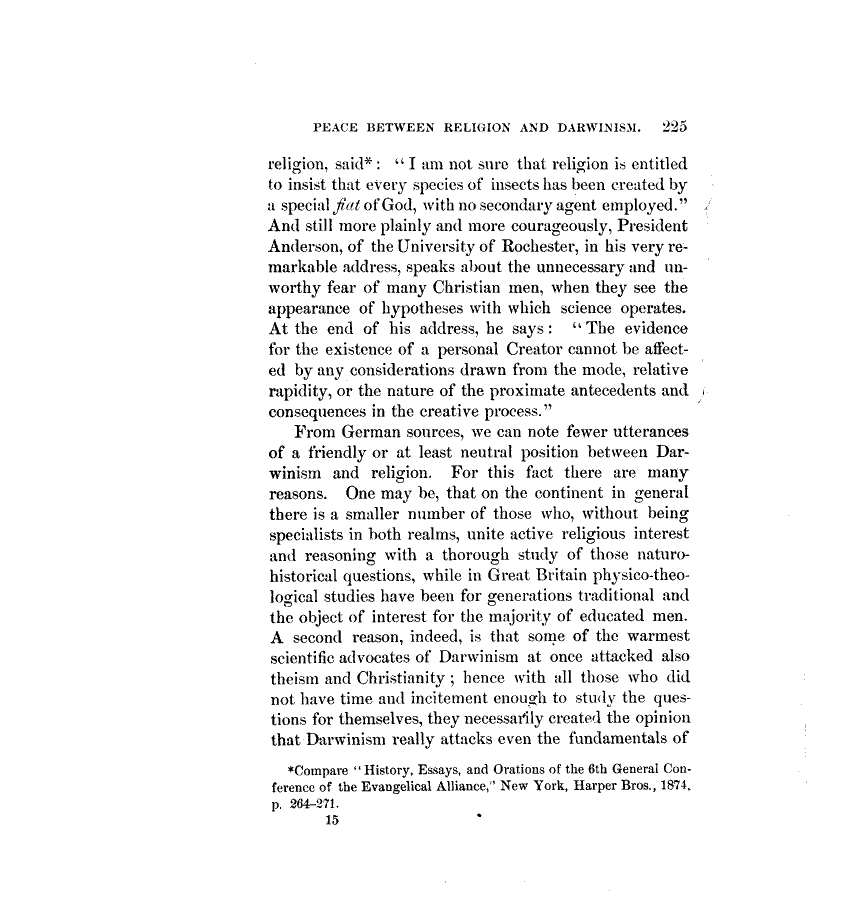 PEACE BETWEEN RELIGION AND DARWINISM. 225
religion, said*: “I am not sure that religion is entitled
to insist that every species of insects has been created by
a special fiat of God, with no secondary agent employed.”
And still more plainly and more courageously, President
Anderson, of the University of Rochester, in his very re-
markable address, speaks about the unnecessary and un-
worthy fear of many Christian men, when they see the
appearance of hypotheses with which science operates.
At the end of his address, he says: “The evidence
for the existence of a personal Creator cannot be affect-
ed by any considerations drawn from the mode, relative
rapidity, or the nature of the proximate antecedents and
consequences in the creative process.”
From German sources, we can note fewer utterances
of a friendly or at least neutral position between Dar-
winism and religion. For this fact there are many
reasons. One may be, that on the continent in general
there is a smaller number of those who, without being
specialists in both realms, unite active religious interest
and reasoning with a thorough study of those naturo-
historical questions, while in Great Britain physico-theo-
logical studies have been for generations traditional and
the object of interest for the majority of educated men.
A second reason, indeed, is that some of the warmest
scientific advocates of Darwinism at once attacked also
theism and Christianity; hence with all those who did
not have time and incitement enough to study the ques-
tions for themselves, they necessarily created the opinion
that Darwinism really attacks even the fundamentals of
*Compare “History, Essays, and Orations of the 6th General Con-
ference of the Evangelical Alliance,” New York, Harper Bros., 1874,
p. 264–271.
15